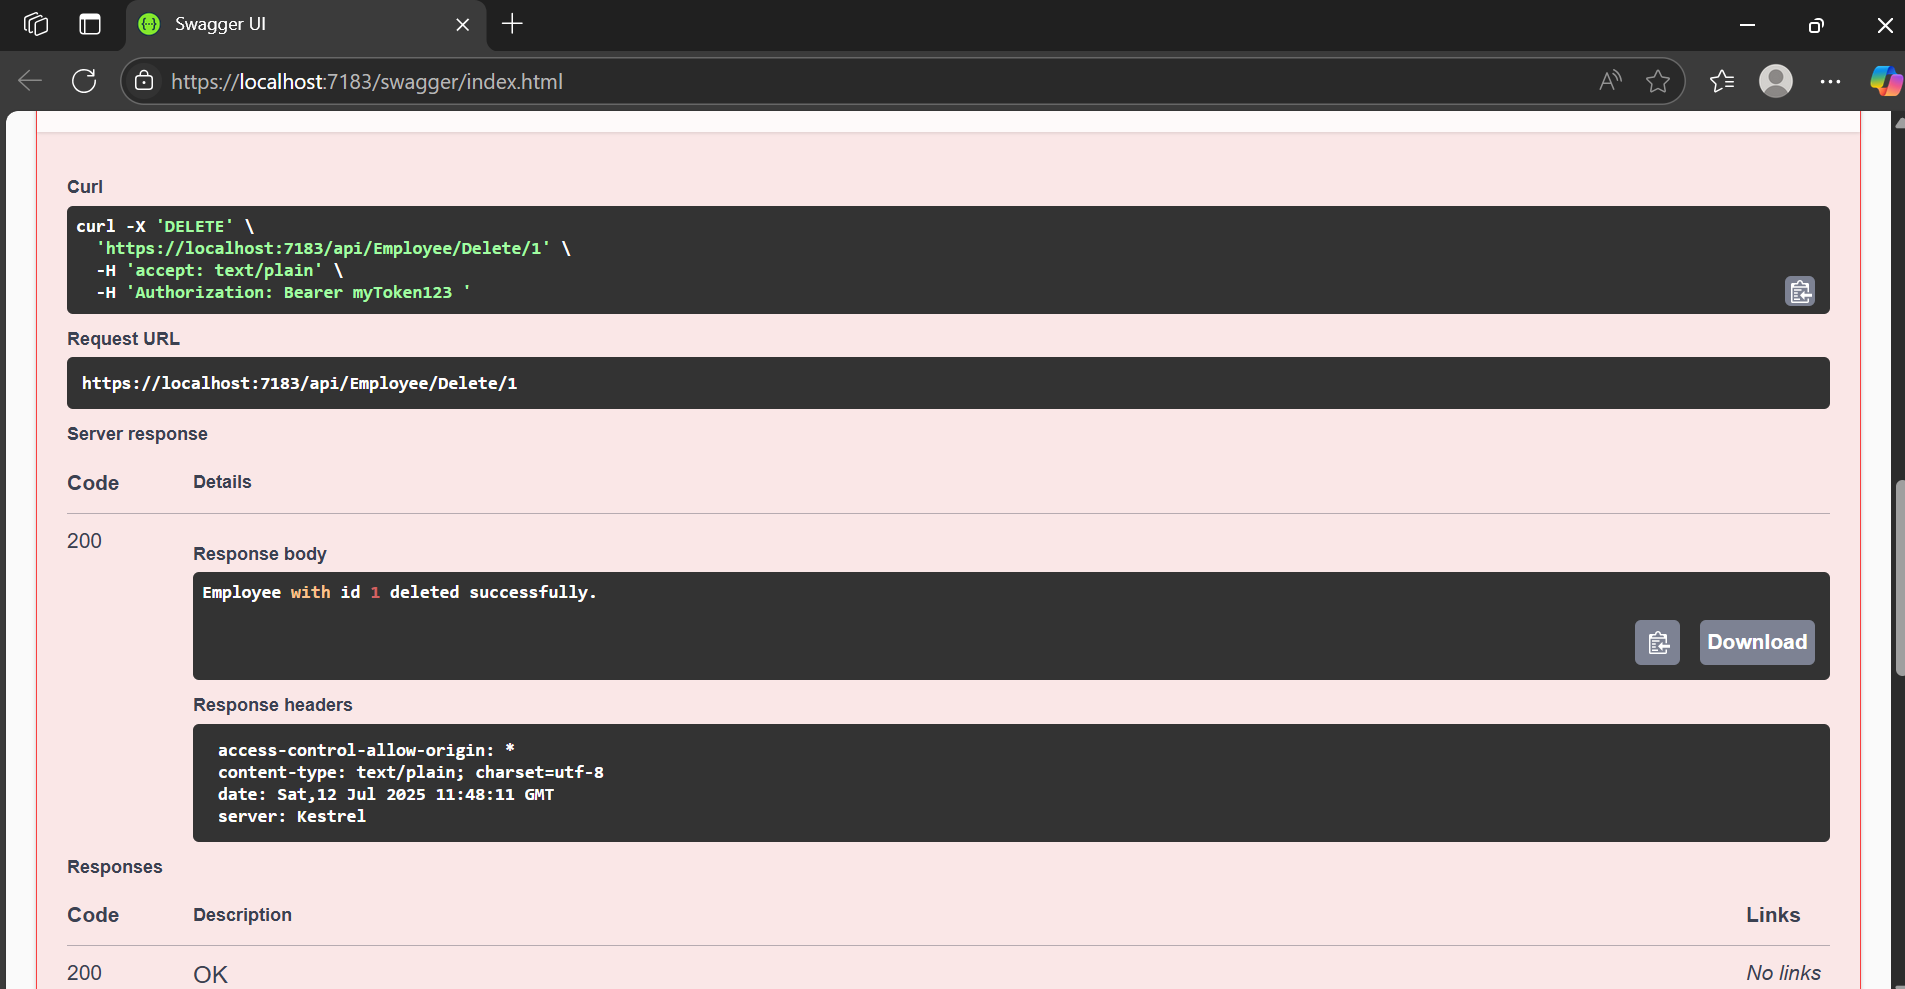 Swagger UI
https://localhost:7183/swagger/index.html
Curl
curl -X 'DELETE' \
'https://localhost:7183/api/Employee/Delete/1' \
-H 'accept: text/plain' \
-H 'Authorization: Bearer myToken123 '
Request URL
https://localhost:7183/api/Employee/Delete/1
Server response
Code Details
200
Response body
Employee with id 1 deleted successfully.
Download
Response headers
access-control-allow-origin: *
content-type: text/plain; charset=utf-8
date: Sat,12 Jul 2025 11:48:11 GMT
server: Kestrel
Responses
Code Description Links
200 OK No links